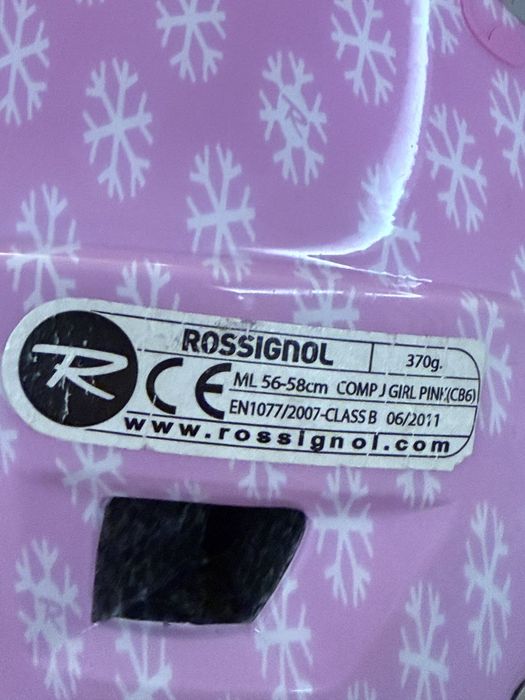 R
ROSSIGNOL
370g.
CE
ML 56-58cm COMP J GIRL PINK(CB6)
EN1077/2007-CLASS B 06/2011
www.rossignol.com